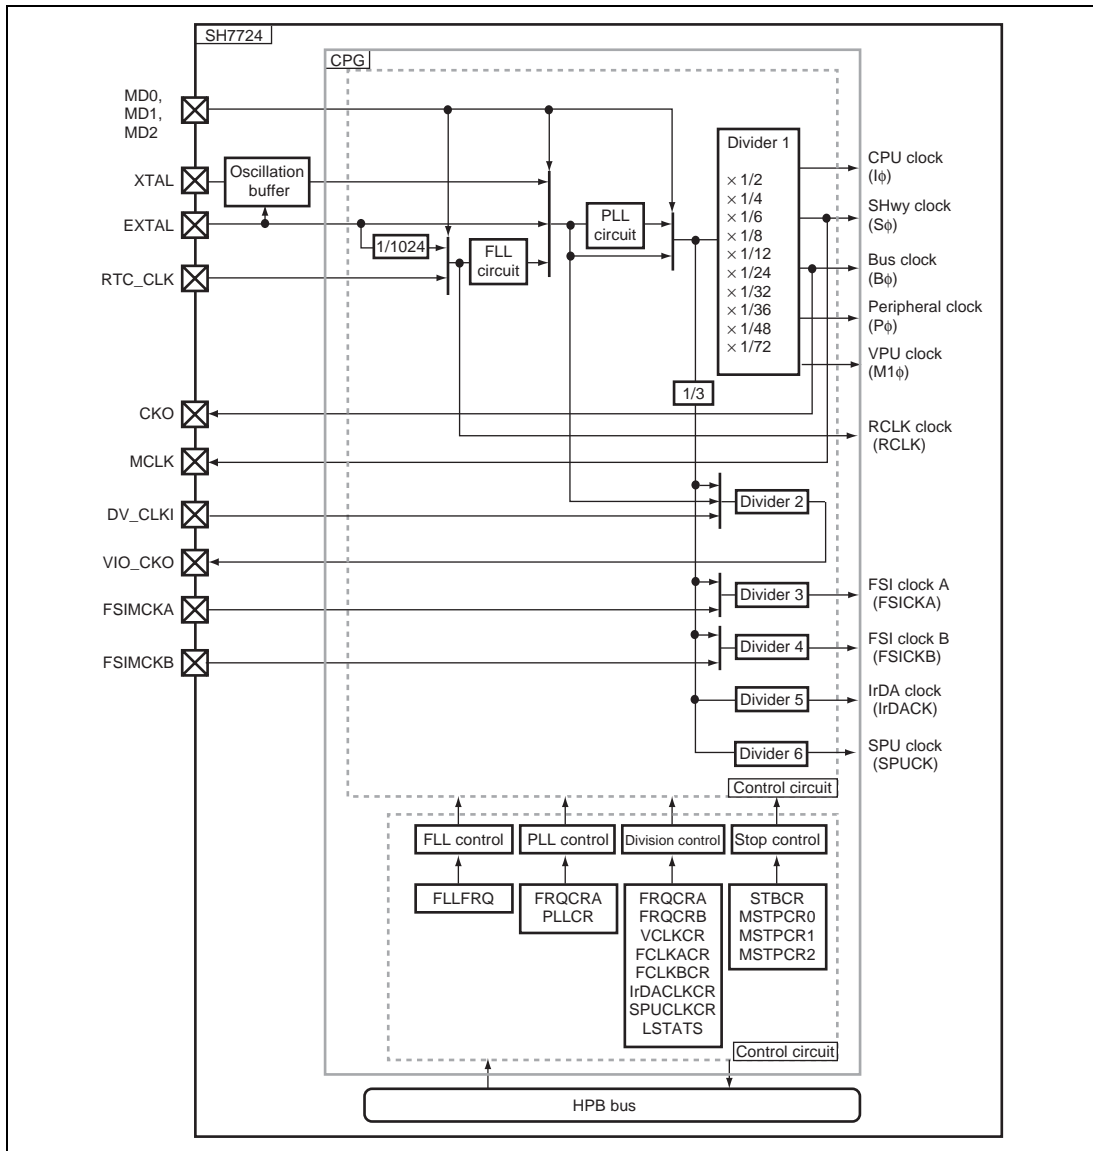 SH7724
CPG
MD0,
MD1,
MD2
XTAL
Oscillation
buffer
EXTAL
1/1024
FLL
circuit
PLL
circuit
RTC_CLK
Divider 1
× 1/2
× 1/4
× 1/6
× 1/8
× 1/12
× 1/24
× 1/32
× 1/36
× 1/48
× 1/72
CPU clock
(Iϕ)
SHwy clock
(Sϕ)
Bus clock
(Bϕ)
Peripheral clock
(Pϕ)
VPU clock
(M1ϕ)
1/3
CKO
RCLK clock
(RCLK)
MCLK
DV_CLKI
Divider 2
VIO_CKO
FSIMCKA
Divider 3
FSI clock A
(FSICKA)
FSIMCKB
Divider 4
FSI clock B
(FSICKB)
Divider 5
IrDA clock
(IrDACK)
Divider 6
SPU clock
(SPUCK)
Control circuit
FLL control
PLL control
Division control
Stop control
FLLFRQ
FRQCRA
PLLCR
FRQCRA
FRQCRB
VCLKCR
FCLKACR
FCLKBCR
IrDACLKCR
SPUCLKCR
LSTATS
STBCR
MSTPCR0
MSTPCR1
MSTPCR2
Control circuit
HPB bus